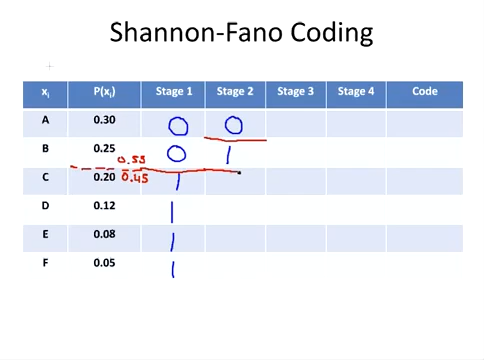 Shannon-Fano Coding
xi P(xi) Stage 1 Stage 2 Stage 3 Stage 4 Code
A 0.30 0 0
B 0.25 0 1
0.55
C 0.20 0.45 1
D 0.12 1
E 0.08 1
F 0.05 1